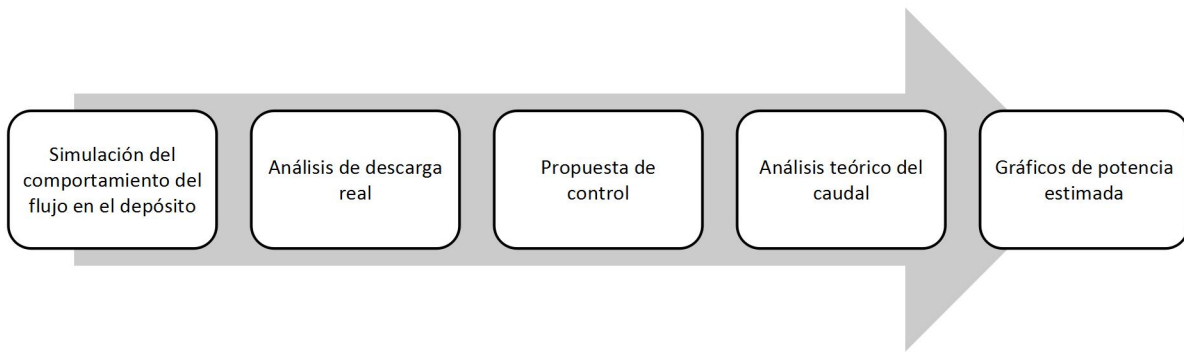 Simulación del
comportamiento del
flujo en el depósito
Análisis de descarga
real
Propuesta de
control
Análisis teórico del
caudal
Gráficos de potencia
estimada